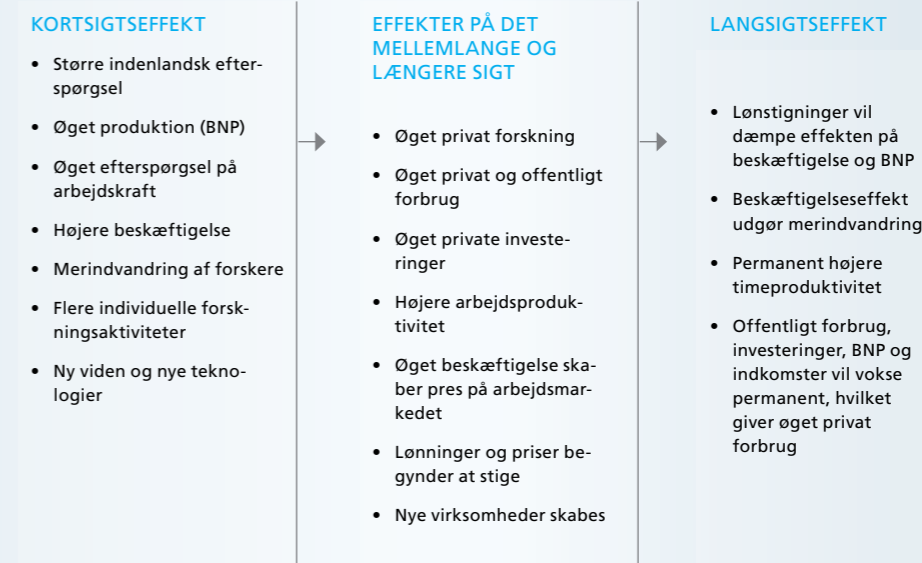 KORTSIGTSEFFEKT
• Større indenlandsk efter-
spørgsel
• Øget produktion (BNP)
• Øget efterspørgsel på
arbejdskraft
• Højere beskæftigelse
• Merindvandring af forskere
• Flere individuelle forsk-
ningsaktiviteter
• Ny viden og nye tekno-
logier
EFFEKTER PÅ DET
MELLEMLANGE OG
LÆNGERE SIGT
• Øget privat forskning
• Øget privat og offentligt
forbrug
• Øget private investe-
ringer
• Højere arbejdsproduk-
tivitet
• Øget beskæftigelse ska-
ber pres på arbejdsmar-
kedet
• Lønninger og priser be-
gynder at stige
• Nye virksomheder skabes
LANGSIGTSEFFEKT
• Lønstigninger vil
dæmpe effekten på
beskæftigelse og BNP
• Beskæftigelseseffekt
udgør merindvandring
• Permanent højere
timeproduktivitet
• Offentligt forbrug,
investeringer, BNP og
indkomster vil vokse
permanent, hvilket
giver øget privat
forbrug